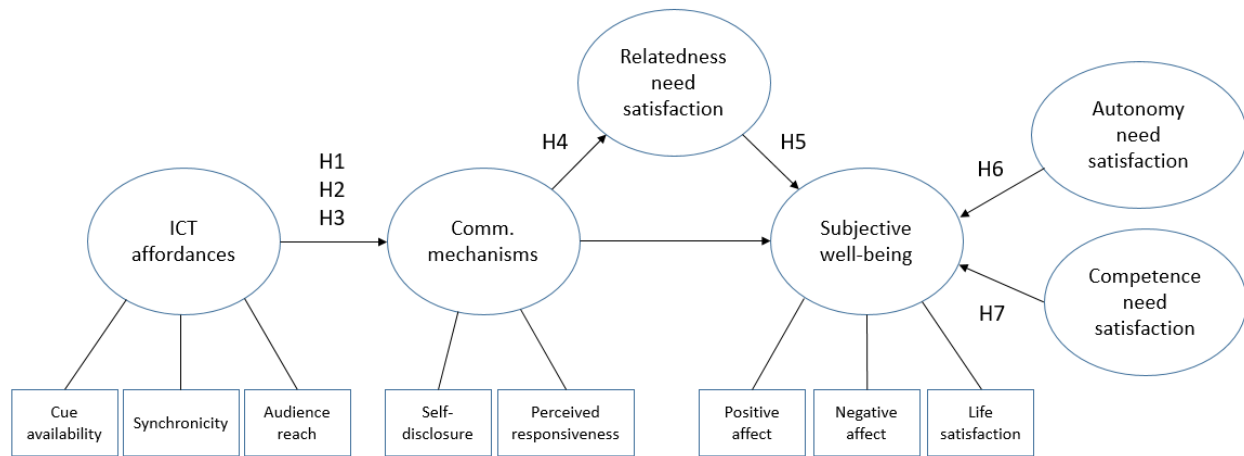 Relatedness
need
satisfaction
Autonomy
need
satisfaction
H4
H5
H6
H1
H2
H3
ICT
affordances
Comm.
mechanisms
Subjective
well-being
Competence
need
satisfaction
H7
Cue
availability
Synchronicity
Audience
reach
Self-
disclosure
Perceived
responsiveness
Positive
affect
Negative
affect
Life
satisfaction